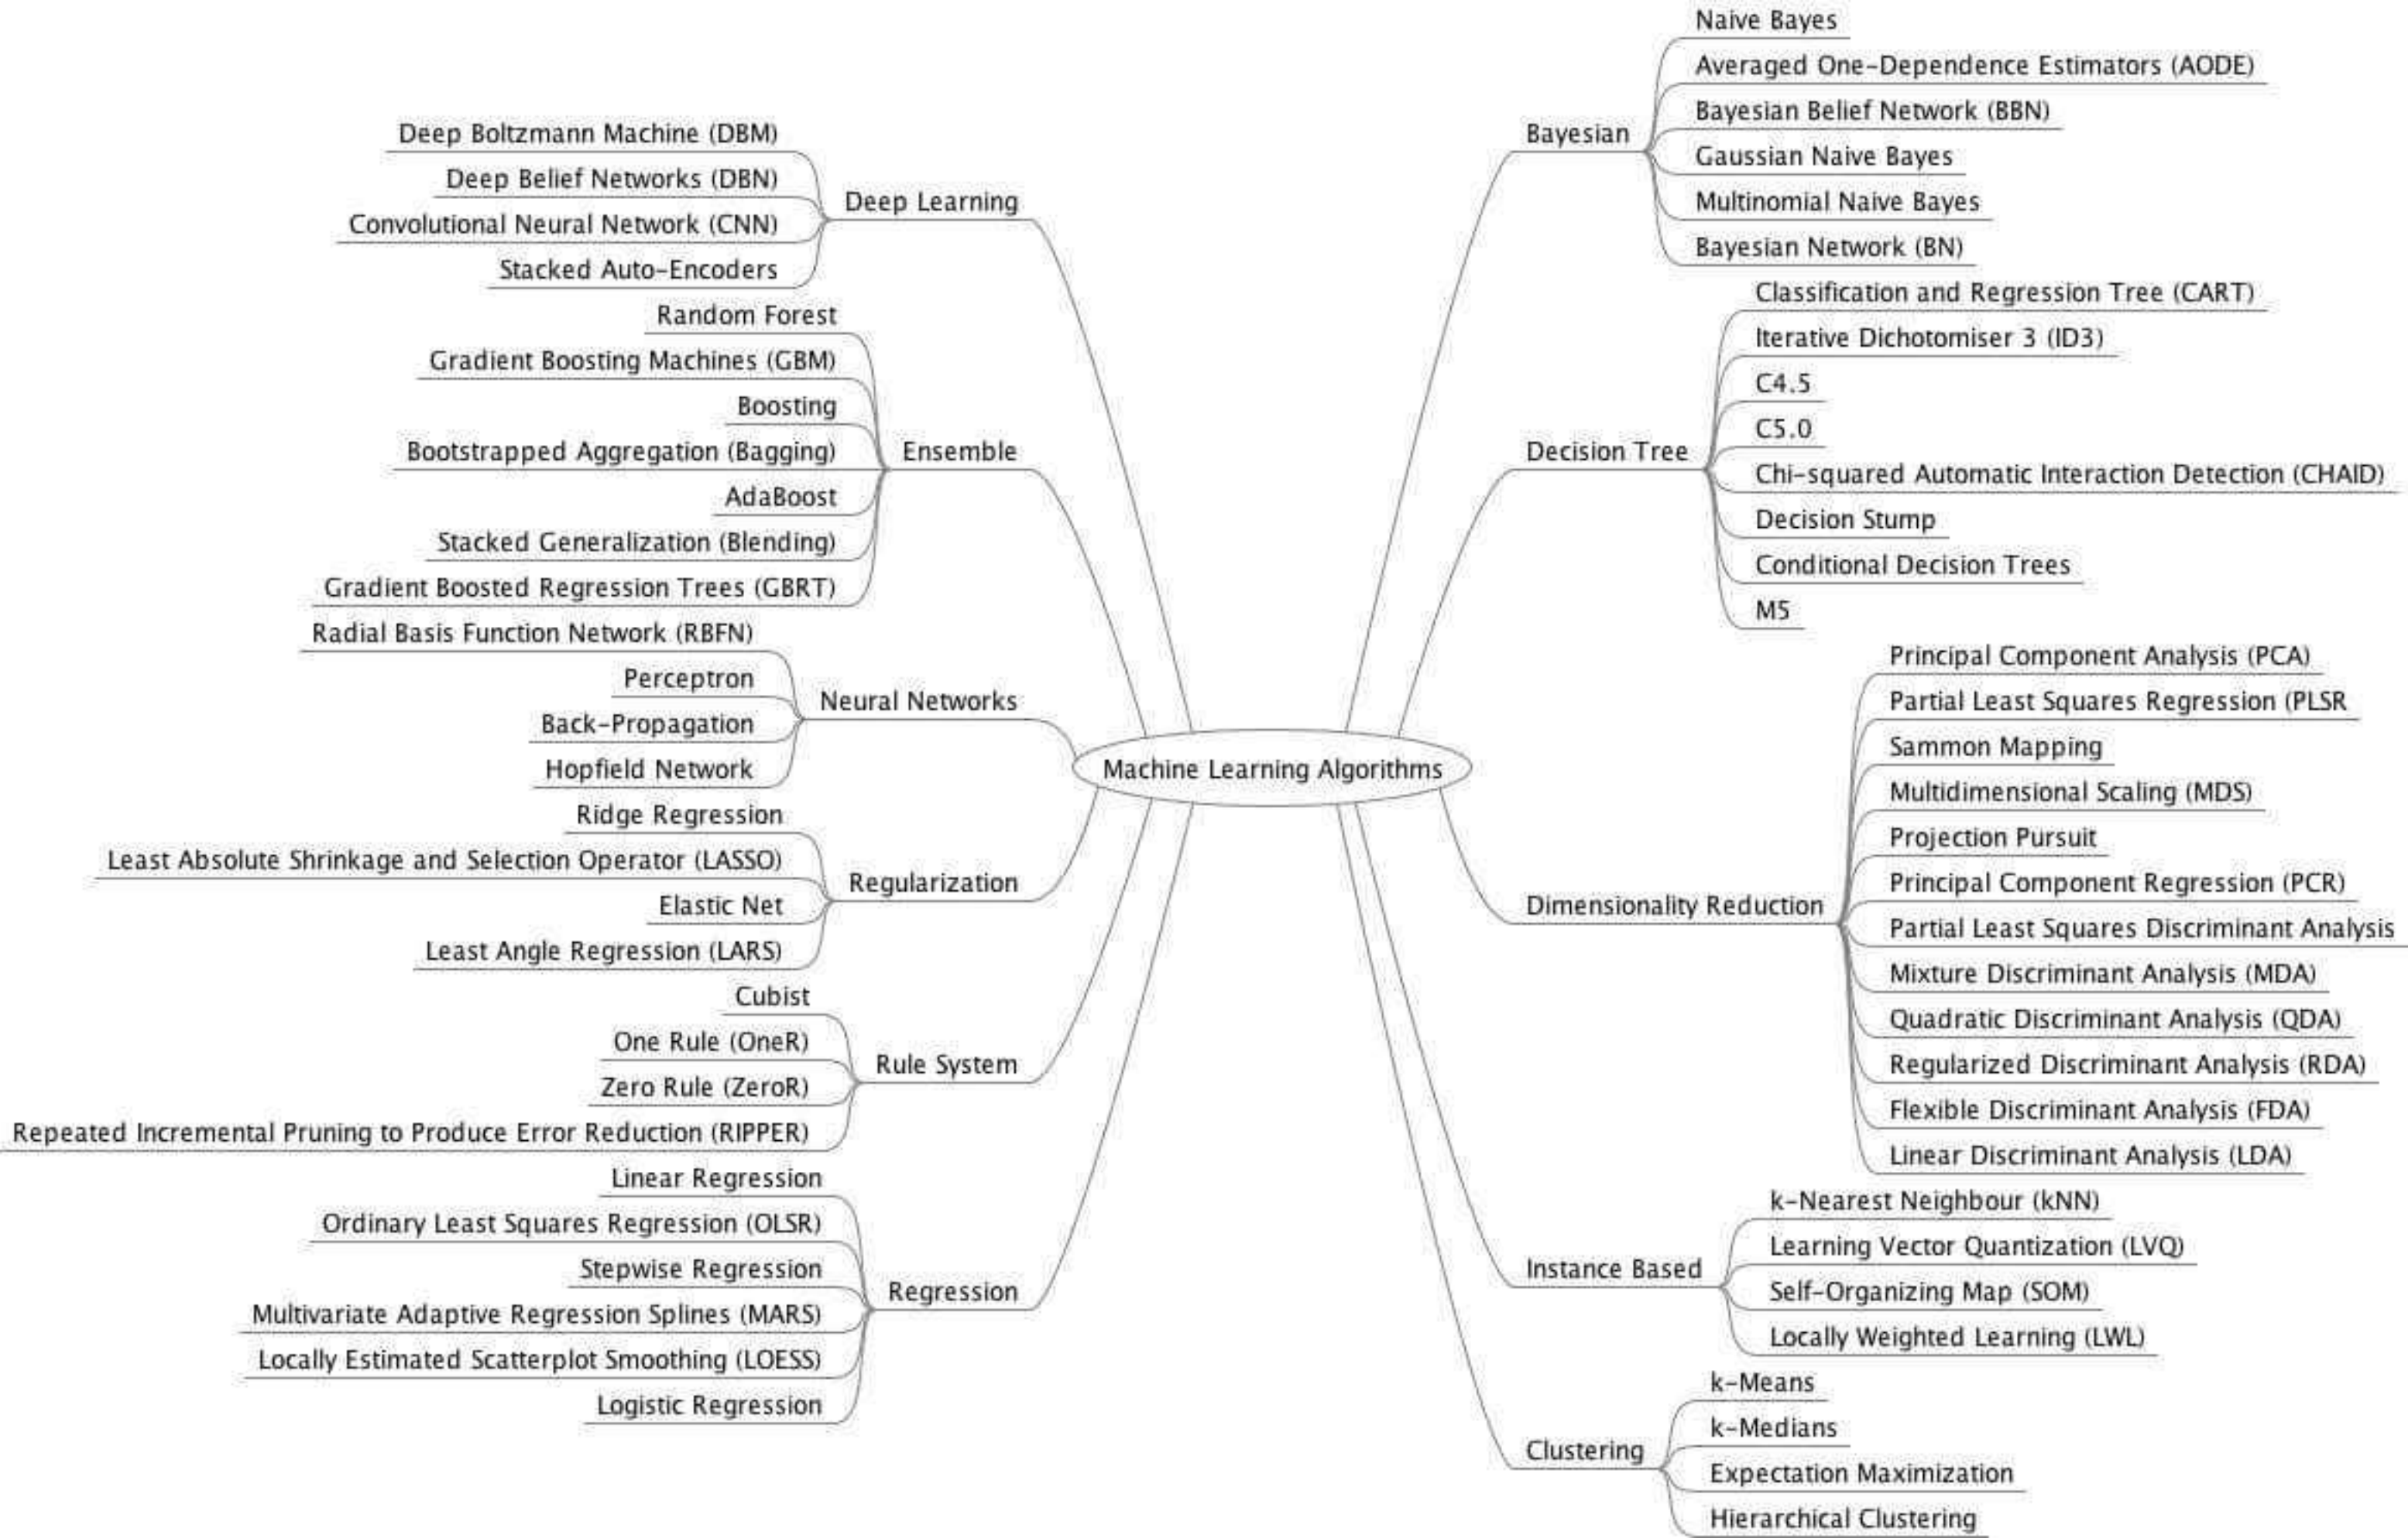 Machine Learning Algorithms
Deep Learning
Deep Boltzmann Machine (DBM)
Deep Belief Networks (DBN)
Convolutional Neural Network (CNN)
Stacked Auto-Encoders
Ensemble
Random Forest
Gradient Boosting Machines (GBM)
Boosting
Bootstrapped Aggregation (Bagging)
AdaBoost
Stacked Generalization (Blending)
Gradient Boosted Regression Trees (GBRT)
Neural Networks
Radial Basis Function Network (RBFN)
Perceptron
Back-Propagation
Hopfield Network
Regularization
Ridge Regression
Least Absolute Shrinkage and Selection Operator (LASSO)
Elastic Net
Least Angle Regression (LARS)
Rule System
Cubist
One Rule (OneR)
Zero Rule (ZeroR)
Repeated Incremental Pruning to Produce Error Reduction (RIPPER)
Regression
Linear Regression
Ordinary Least Squares Regression (OLSR)
Stepwise Regression
Multivariate Adaptive Regression Splines (MARS)
Locally Estimated Scatterplot Smoothing (LOESS)
Logistic Regression
Bayesian
Naive Bayes
Averaged One-Dependence Estimators (AODE)
Bayesian Belief Network (BBN)
Gaussian Naive Bayes
Multinomial Naive Bayes
Bayesian Network (BN)
Decision Tree
Classification and Regression Tree (CART)
Iterative Dichotomiser 3 (ID3)
C4.5
C5.0
Chi-squared Automatic Interaction Detection (CHAID)
Decision Stump
Conditional Decision Trees
M5
Dimensionality Reduction
Principal Component Analysis (PCA)
Partial Least Squares Regression (PLSR
Sammon Mapping
Multidimensional Scaling (MDS)
Projection Pursuit
Principal Component Regression (PCR)
Partial Least Squares Discriminant Analysis
Mixture Discriminant Analysis (MDA)
Quadratic Discriminant Analysis (QDA)
Regularized Discriminant Analysis (RDA)
Flexible Discriminant Analysis (FDA)
Linear Discriminant Analysis (LDA)
Instance Based
k-Nearest Neighbour (kNN)
Learning Vector Quantization (LVQ)
Self-Organizing Map (SOM)
Locally Weighted Learning (LWL)
Clustering
k-Means
k-Medians
Expectation Maximization
Hierarchical Clustering